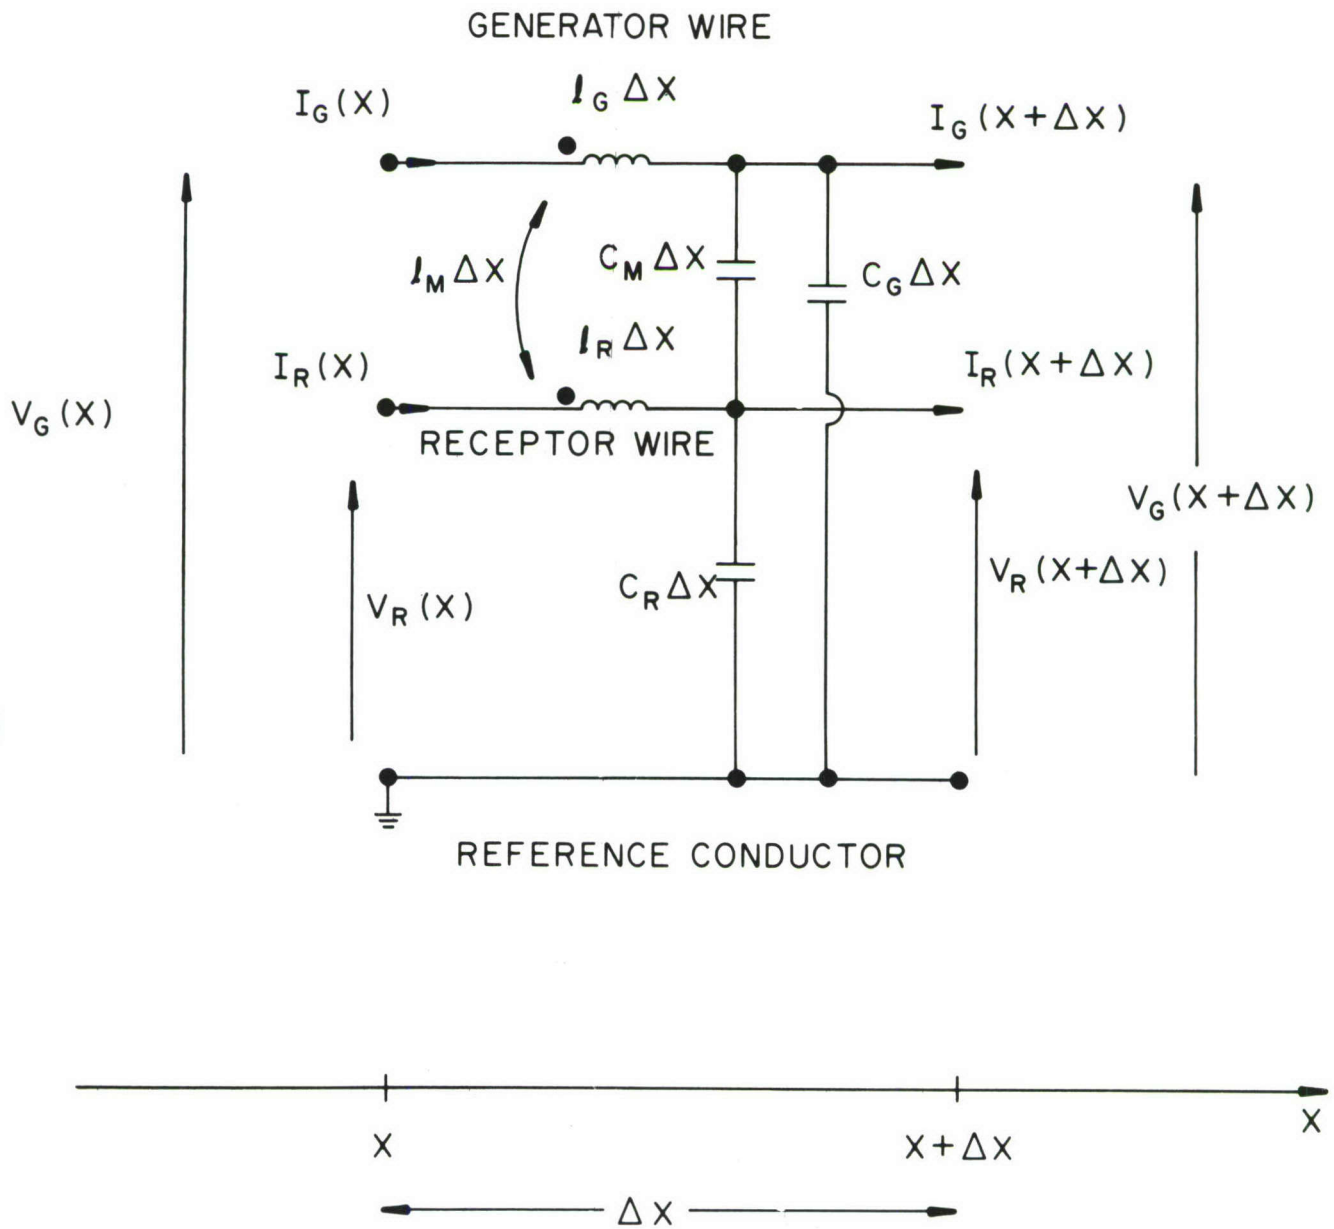 GENERATOR WIRE
l_G ΔX
I_G (X)
I_G (X+ΔX)
C_M ΔX
l_M ΔX
C_G ΔX
l_R ΔX
I_R (X)
I_R (X+ΔX)
V_G (X)
RECEPTOR WIRE
V_G (X+ΔX)
V_R (X+ΔX)
C_R ΔX
V_R (X)
REFERENCE CONDUCTOR
X
X
X+ΔX
ΔX